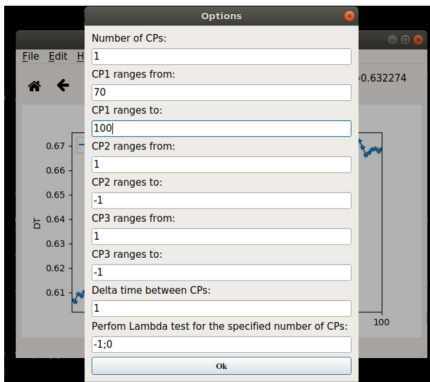 Options
Number of CPs:
1
File Edit H
CP1 ranges from:
70
=0.632274
CP1 ranges to:
100
CP2 ranges from:
1
0.67
0.66
CP2 ranges to:
-1
0.65
DT
0.64
CP3 ranges from:
1
0.63
CP3 ranges to:
-1
0.62
0.61
Delta time between CPs:
1
100
Perfom Lambda test for the specified number of CPs:
-1;0
Ok